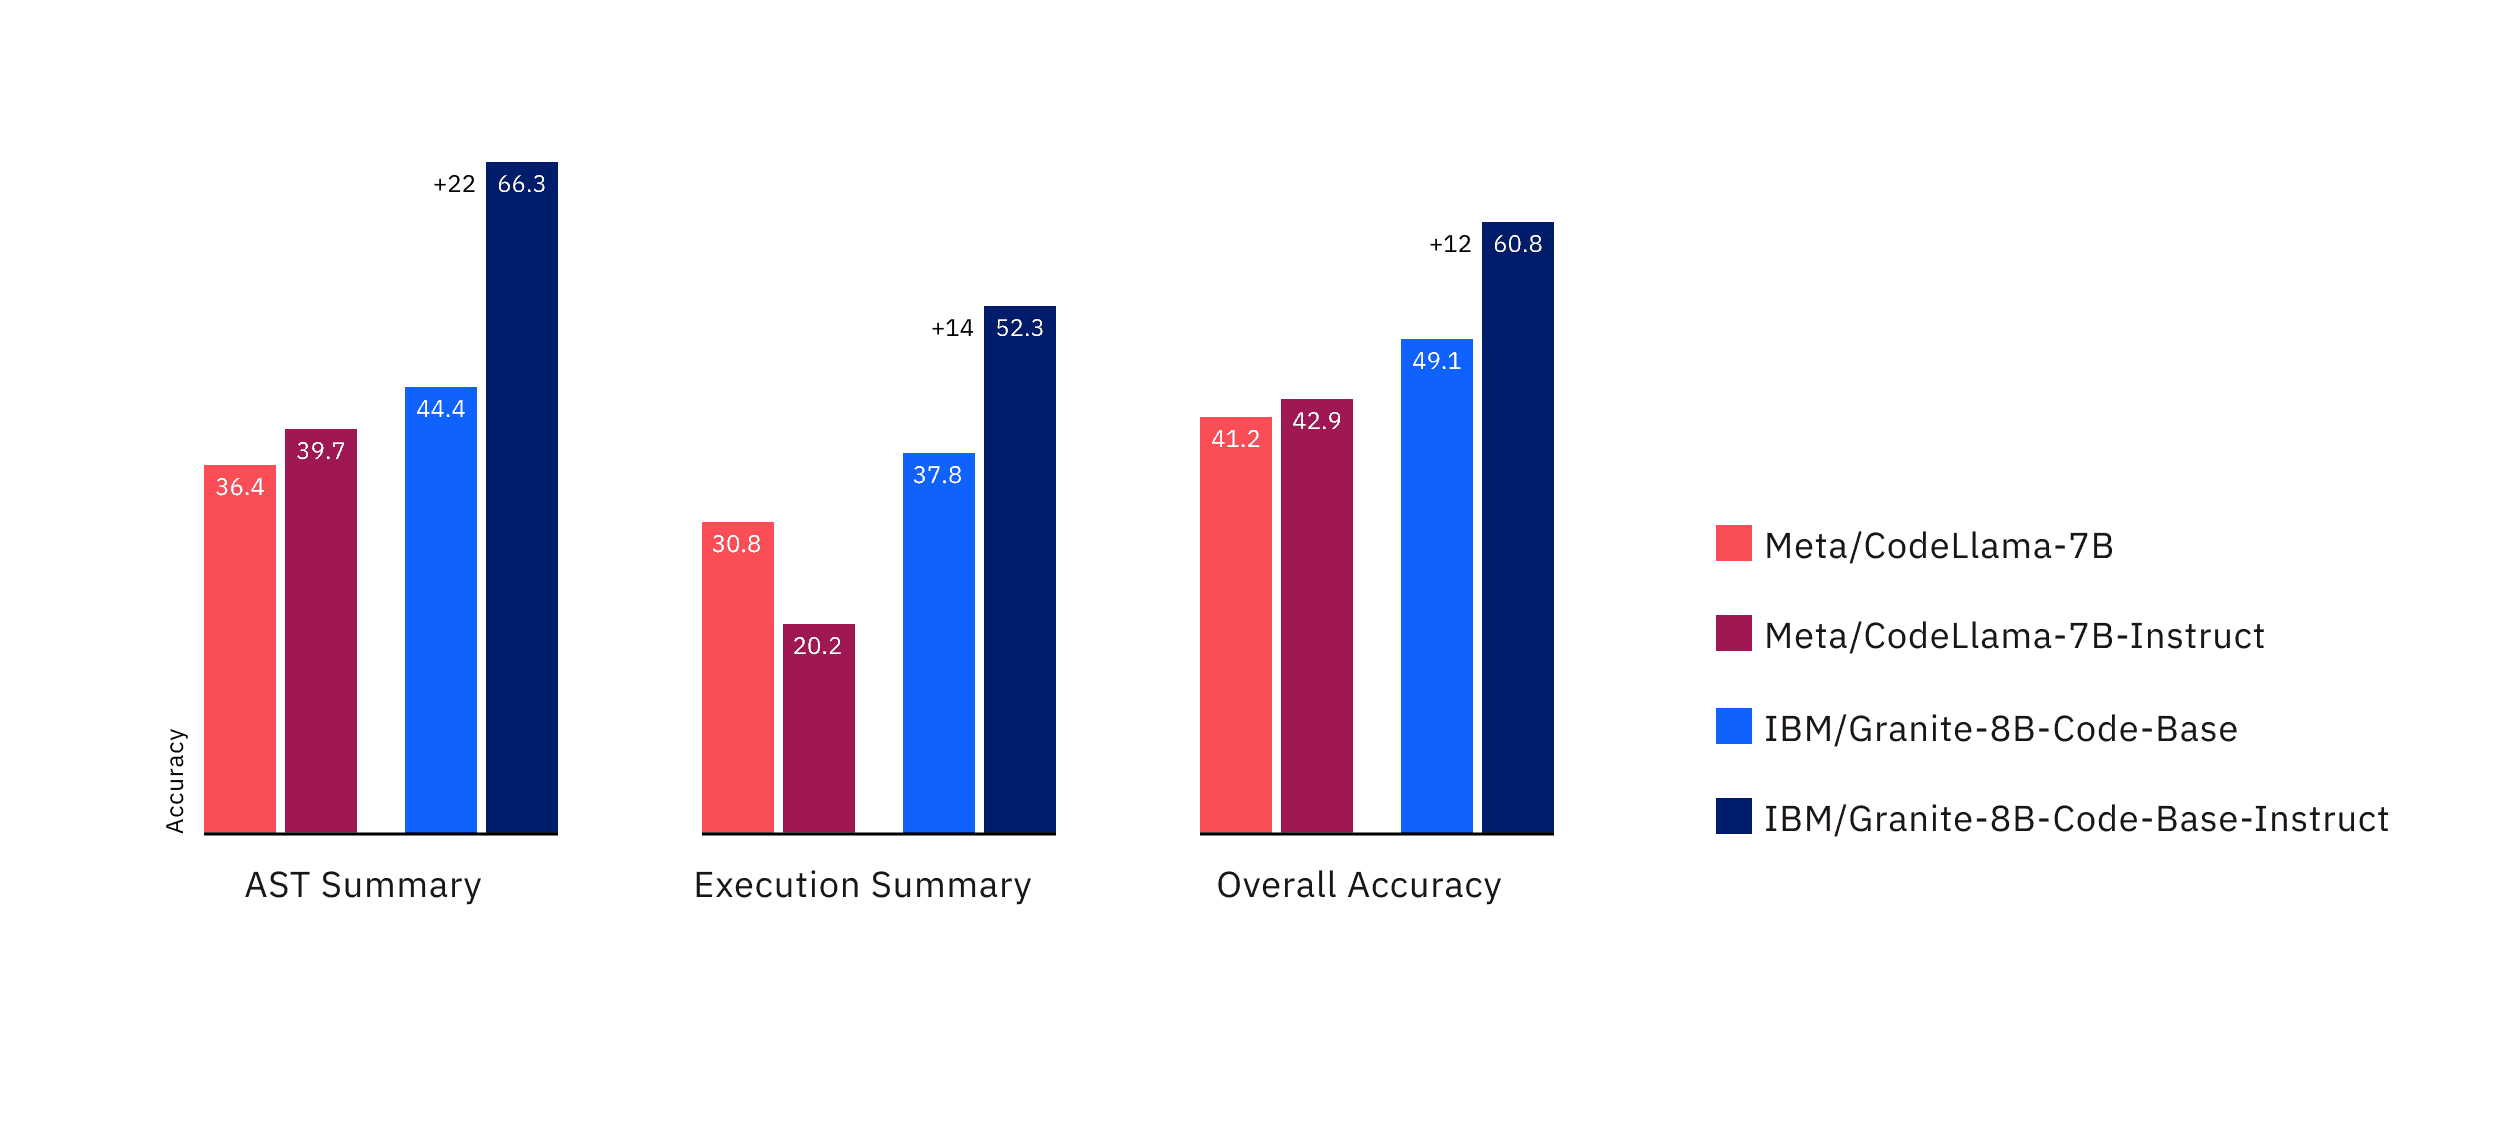 +22
66.3
44.4
39.7
36.4
+14
52.3
37.8
30.8
20.2
+12
60.8
49.1
42.9
41.2
Accuracy
AST Summary
Execution Summary
Overall Accuracy
Meta/CodeLlama-7B
Meta/CodeLlama-7B-Instruct
IBM/Granite-8B-Code-Base
IBM/Granite-8B-Code-Base-Instruct